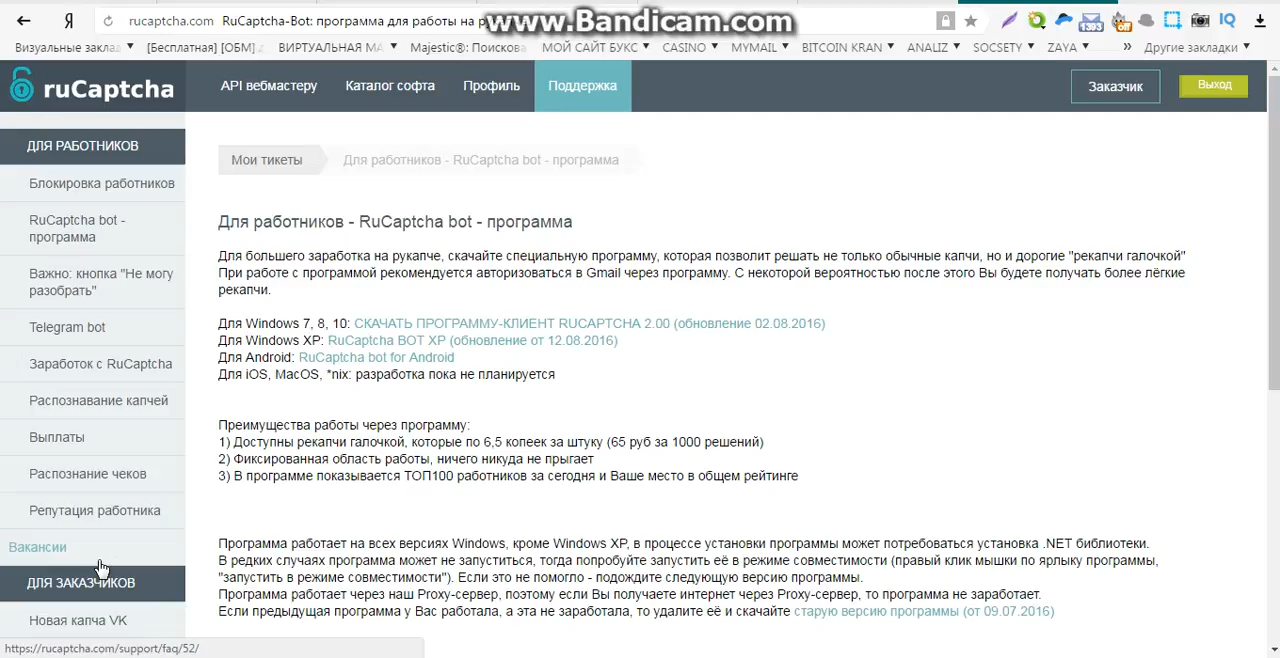 rucaptcha.com RuCaptcha-Bot: программа для работы на
www.Bandicam.com
1393
off
IQ
Визуальные заклад
[Бесплатная] [ОБМ]
ВИРТУАЛЬНАЯ МА
Majestic®: Поискова
МОЙ САЙТ БУКС
CASINO
MYMAIL
BITCOIN KRAN
ANALIZ
SOCSETY
ZAYA
»
Другие закладки
ruCaptcha
API вебмастеру
Каталог софта
Профиль
Поддержка
Заказчик
Выход
ДЛЯ РАБОТНИКОВ
Блокировка работников
RuCaptcha bot -
программа
Важно: кнопка "Не могу
разобрать"
Telegram bot
Заработок с RuCaptcha
Распознавание капчей
Выплаты
Распознание чеков
Репутация работника
Вакансии
ДЛЯ ЗАКАЗЧИКОВ
Новая капча VK
https://rucaptcha.com/support/faq/52/
Мои тикеты
Для работников - RuCaptcha bot - программа
Для работников - RuCaptcha bot - программа
Для большего заработка на рукапче, скачайте специальную программу, которая позволит решать не только обычные капчи, но и дорогие "рекапчи галочкой"
При работе с программой рекомендуется авторизоваться в Gmail через программу. С некоторой вероятностью после этого Вы будете получать более лёгкие
рекапчи.
Для Windows 7, 8, 10: СКАЧАТЬ ПРОГРАММУ-КЛИЕНТ RUCAPTCHA 2.00 (обновление 02.08.2016)
Для Windows XP: RuCaptcha BOT XP (обновление от 12.08.2016)
Для Android: RuCaptcha bot for Android
Для iOS, MacOS, *nix: разработка пока не планируется
Преимущества работы через программу:
1) Доступны рекапчи галочкой, которые по 6,5 копеек за штуку (65 руб за 1000 решений)
2) Фиксированная область работы, ничего никуда не прыгает
3) В программе показывается ТОП100 работников за сегодня и Ваше место в общем рейтинге
Программа работает на всех версиях Windows, кроме Windows XP, в процессе установки программы может потребоваться установка .NET библиотеки.
В редких случаях программа может не запуститься, тогда попробуйте запустить её в режиме совместимости (правый клик мышки по ярлыку программы,
"запустить в режиме совместимости"). Если это не помогло - подождите следующую версию программы.
Программа работает через наш Proxy-сервер, поэтому если Вы получаете интернет через Proxy-сервер, то программа не заработает.
Если предыдущая программа у Вас работала, а эта не заработала, то удалите её и скачайте старую версию программы (от 09.07.2016)